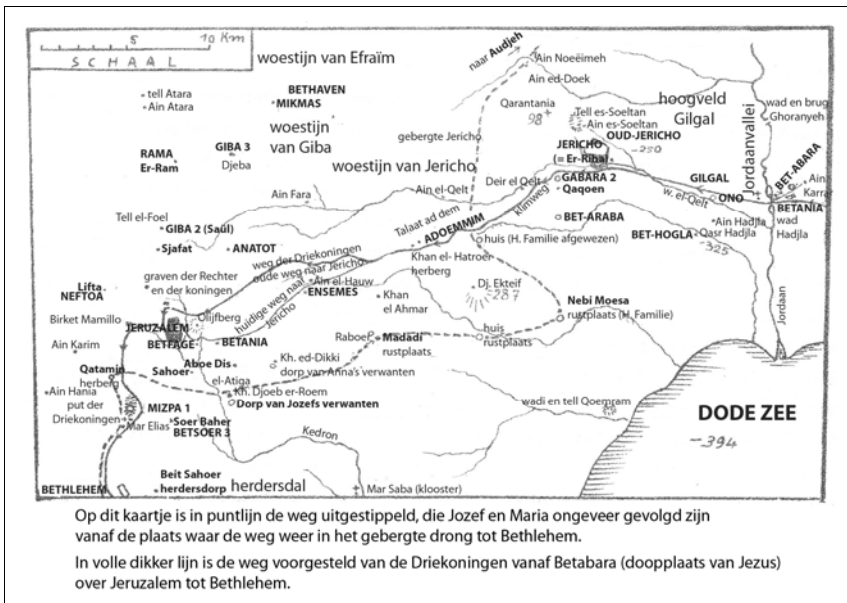 5 10 Km
SCHAAL
woestijn van Efraïm
naar Audjeh
Ain Noeëimeh
Ain ed-Doek
tell Atara
Ain Atara
BETHAVEN
MIKMAS
Qarantania
98
Tell es-Soeltan
Ain es-Soeltan
OUD-JERICHO
hoogveld
Gilgal
Jordaanvallei
wad en brug
Ghoranyeh
woestijn
van Giba
gebergte Jericho
RAMA
Er-Ram
GIBA 3
Djeba
woestijn van Jericho
JERICHO
(= Er-Riha)
-250
BET-ABARA
Ain
Karra
Ain Fara
Ain el-Qelt
Deir el Qelt
GABARA 2
Qaqoen
GILGAL
w. el-Qelt
ONO
BETANIA
wad
Hadjla
Tell el-Foel
GIBA 2 (Saül)
Talaat ad dem
ADOEMMIM
Klimweg
BET-ARABA
Ain Hadjla
Qasr Hadjla
BET-HOGLA
-325
Sjafat
ANATOT
huis (H. Familie afgewezen)
weg der Driekoningen
oude weg naar Jericho
Khan el- Hatroer
herberg
graven der Rechter
en der koningen
Lifta
NEFTOA
huidige weg naar
Jericho
Ain el-Hauw
ENSEMES
Khan
el Ahmar
Dj. Ekteif
287
Nebi Moesa
rustplaats (H. Familie)
Jordaan
Birket Mamillo
Olijfberg
JERUZALEM
BETFAGE
BETANIA
Raboe
Madadi
rustplaats
huis
rustplaats
Ain Karim
Qatamin
herberg
Sahoer-
Aboe Dis
el-Atiga
Kh. ed-Dikki
dorp van Anna's verwanten
Ain Hania
put der
Driekoningen
MIZPA 1
Kh. Djoeb er-Roem
Dorp van Jozefs verwanten
wadi en tell Qoemram
DODE ZEE
-394
Mar Elias
Soer Baher
BETSOER 3
Kedron
BETHLEHEM
Beit Sahoer
herdersdorp
herdersdal
Mar Saba (klooster)
Op dit kaartje is in puntlijn de weg uitgestippeld, die Jozef en Maria ongeveer gevolgd zijn
vanaf de plaats waar de weg weer in het gebergte drong tot Bethlehem.
In volle dikker lijn is de weg voorgesteld van de Driekoningen vanaf Betabara (doopplaats van Jezus)
over Jeruzalem tot Bethlehem.